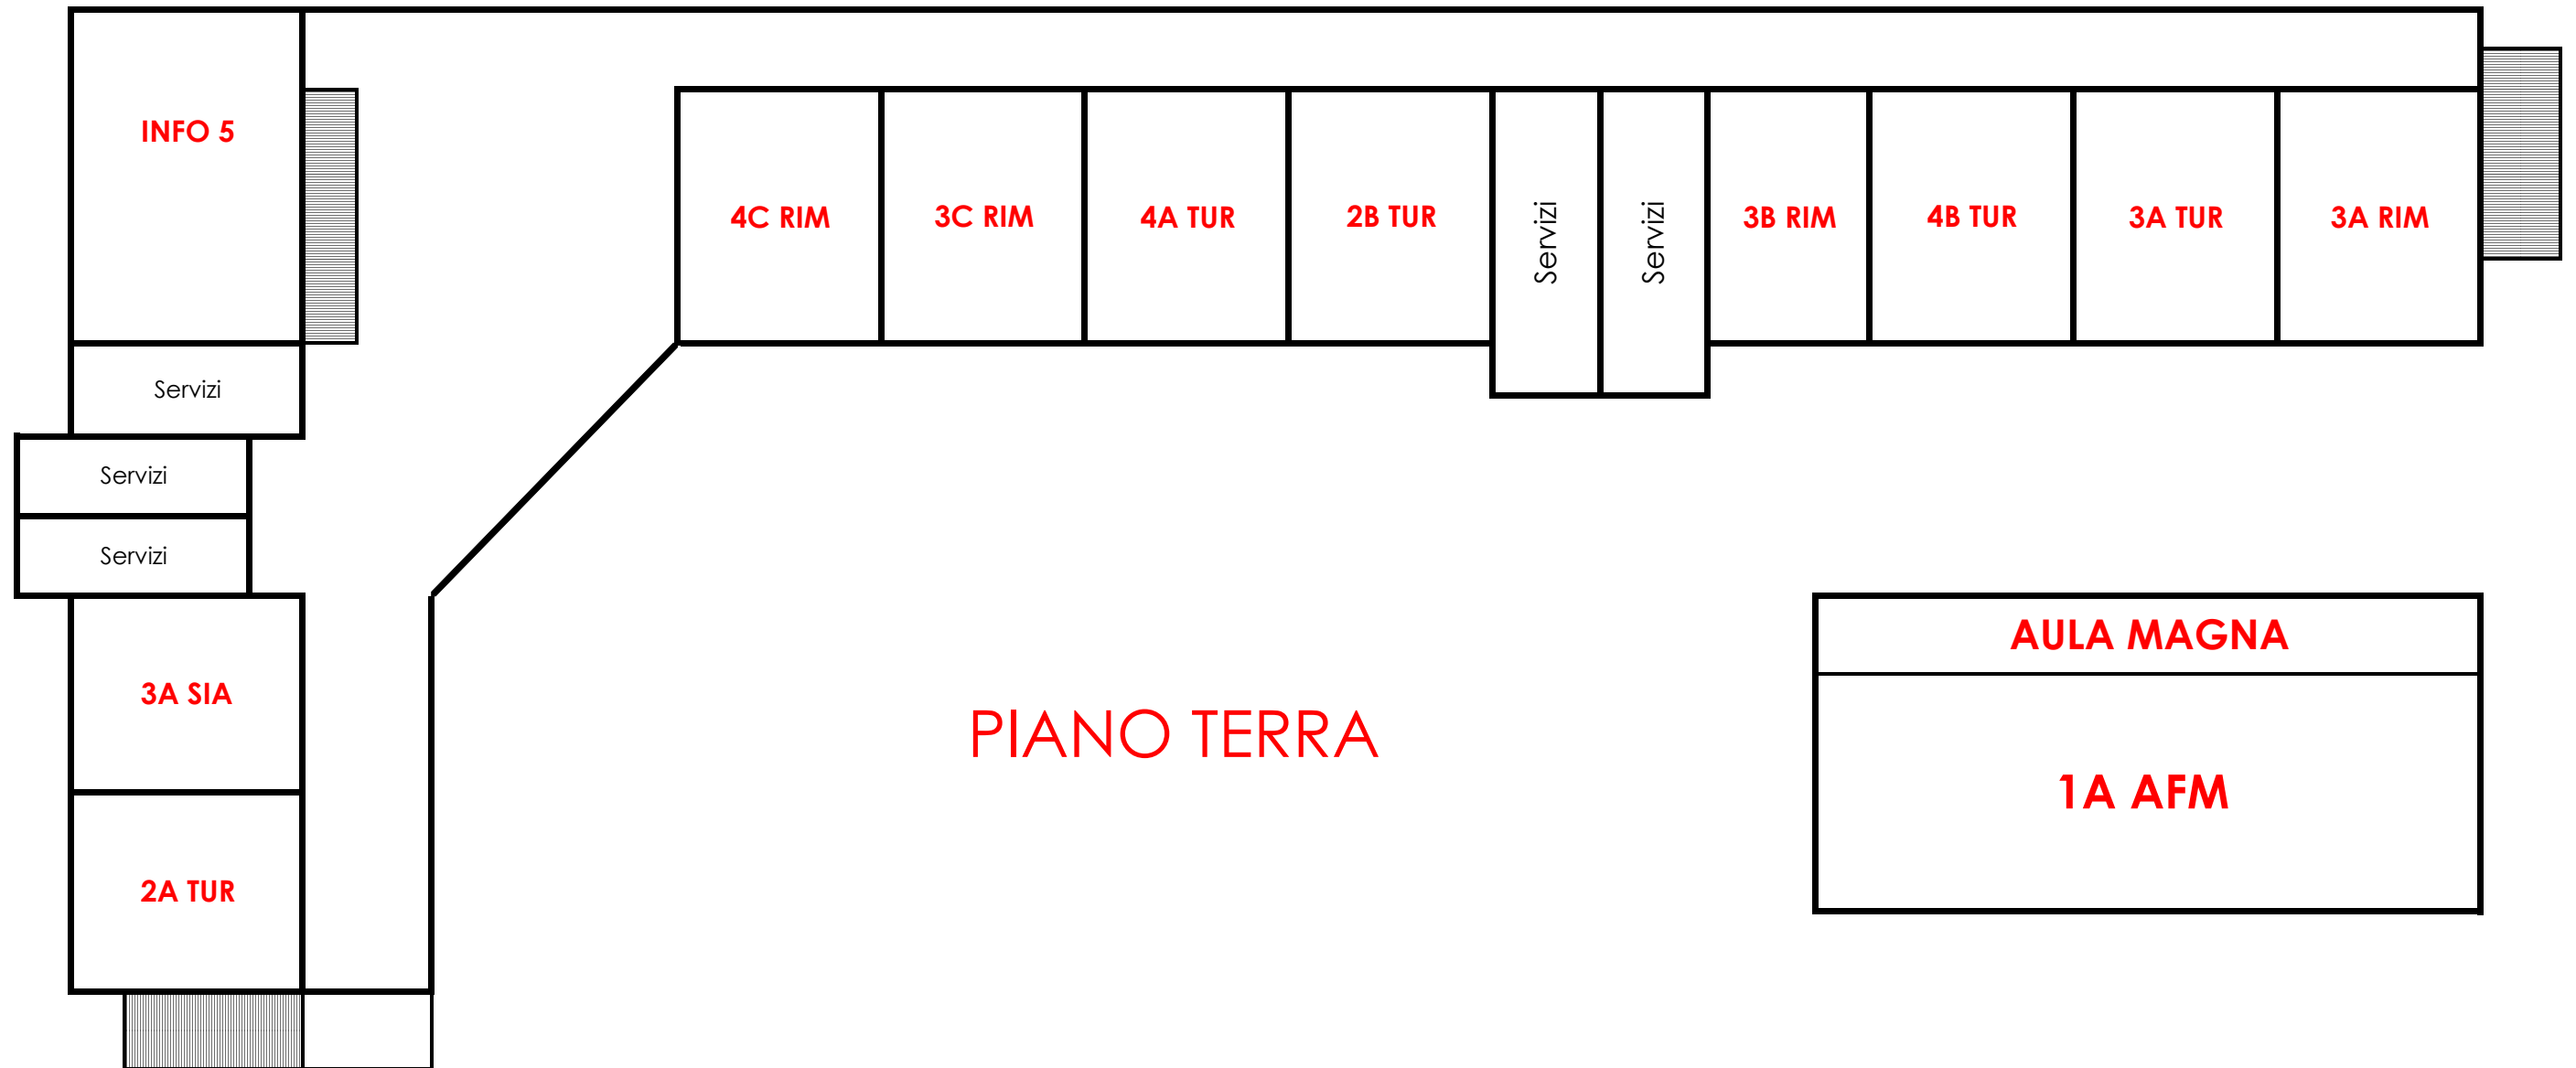 INFO 5
4C RIM
3C RIM
4A TUR
2B TUR
Servizi
Servizi
3B RIM
4B TUR
3A TUR
3A RIM
Servizi
Servizi
Servizi
3A SIA
2A TUR
PIANO TERRA
AULA MAGNA
1A AFM